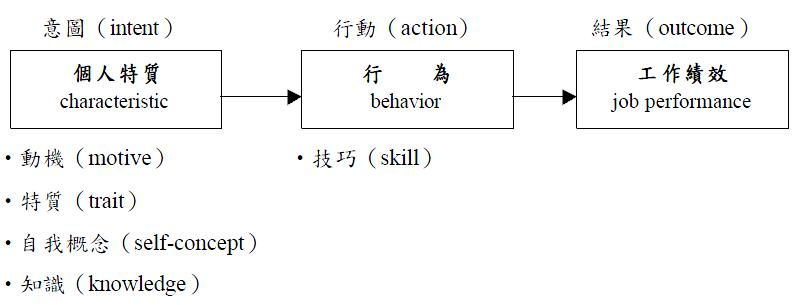 意圖（intent） 行動（action） 結果（outcome）
個人特質 行 為 工作績效
characteristic behavior job performance
・動機（motive） ・技巧（skill）
・特質（trait）
・自我概念（self-concept）
・知識（knowledge）